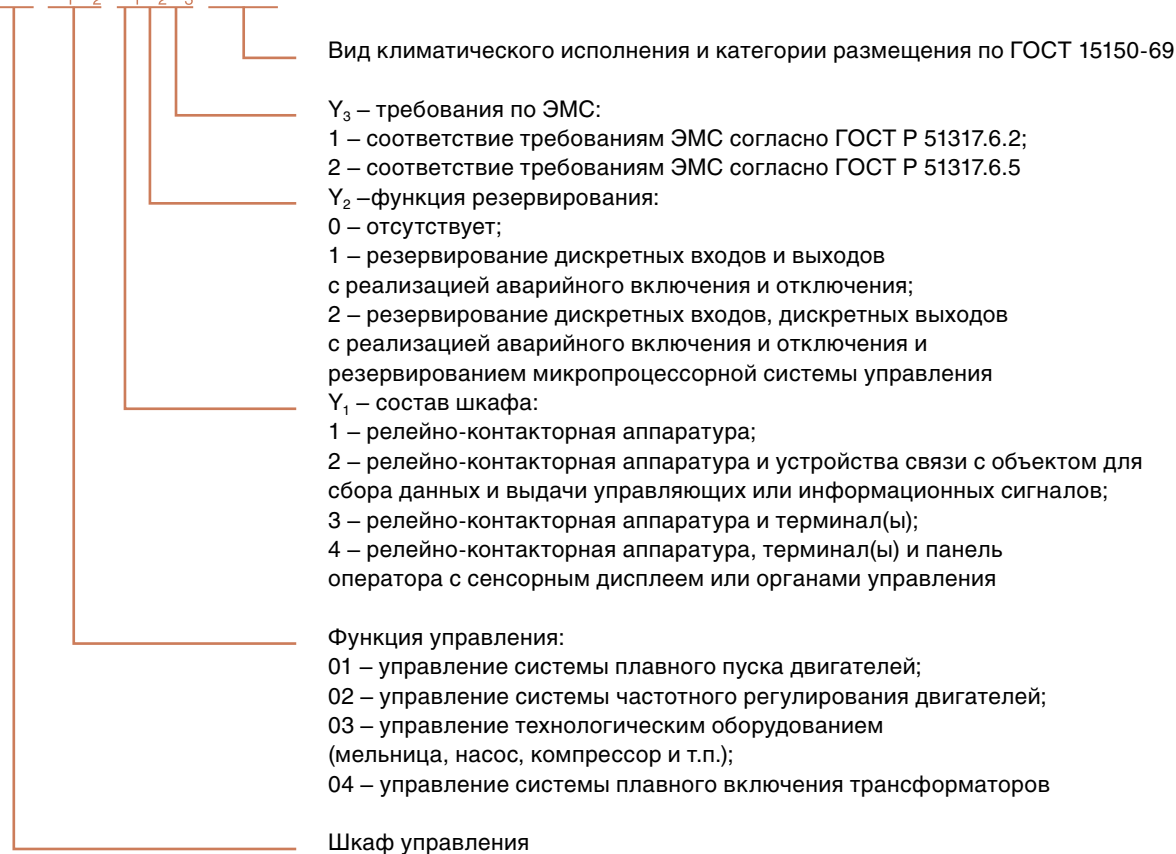 Вид климатического исполнения и категории размещения по ГОСТ 15150-69
Y₃ – требования по ЭМС:
1 – соответствие требованиям ЭМС согласно ГОСТ Р 51317.6.2;
2 – соответствие требованиям ЭМС согласно ГОСТ Р 51317.6.5
Y₂ –функция резервирования:
0 – отсутствует;
1 – резервирование дискретных входов и выходов
с реализацией аварийного включения и отключения;
2 – резервирование дискретных входов, дискретных выходов
с реализацией аварийного включения и отключения и
резервированием микропроцессорной системы управления
Y₁ – состав шкафа:
1 – релейно-контакторная аппаратура;
2 – релейно-контакторная аппаратура и устройства связи с объектом для
сбора данных и выдачи управляющих или информационных сигналов;
3 – релейно-контакторная аппаратура и терминал(ы);
4 – релейно-контакторная аппаратура, терминал(ы) и панель
оператора с сенсорным дисплеем или органами управления
Функция управления:
01 – управление системы плавного пуска двигателей;
02 – управление системы частотного регулирования двигателей;
03 – управление технологическим оборудованием
(мельница, насос, компрессор и т.п.);
04 – управление системы плавного включения трансформаторов
Шкаф управления